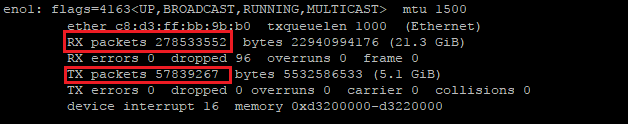 eno1: flags=4163<UP,BROADCAST,RUNNING,MULTICAST>  mtu 1500
ether c8:d3:ff:bb:9b:b0  txqueuelen 1000  (Ethernet)
RX packets 278533552  bytes 22940994176 (21.3 GiB)
RX errors 0  dropped 96  overruns 0  frame 0
TX packets 57839267  bytes 5532586533 (5.1 GiB)
TX errors 0  dropped 0 overruns 0  carrier 0  collisions 0
device interrupt 16  memory 0xd3200000-d3220000